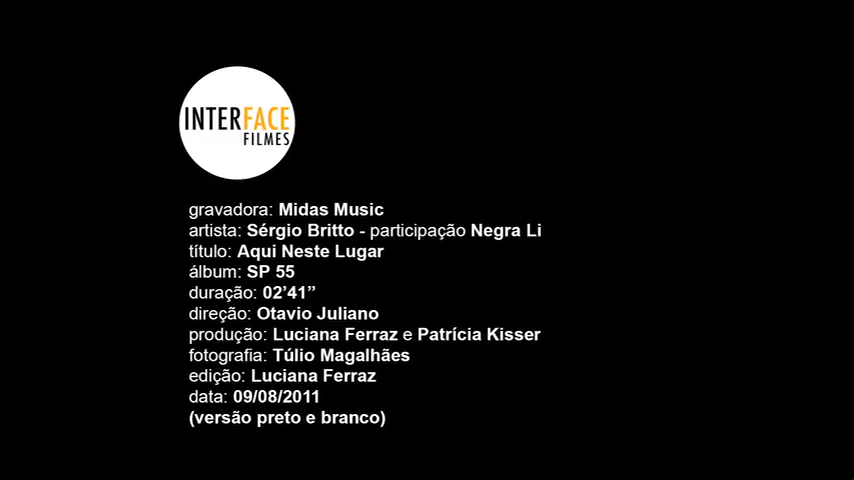 INTERFACE
FILMES
gravadora: Midas Music
artista: Sérgio Britto - participação Negra Li
título: Aqui Neste Lugar
álbum: SP 55
duração: 02’41”
direção: Otavio Juliano
produção: Luciana Ferraz e Patrícia Kisser
fotografia: Túlio Magalhães
edição: Luciana Ferraz
data: 09/08/2011
(versão preto e branco)